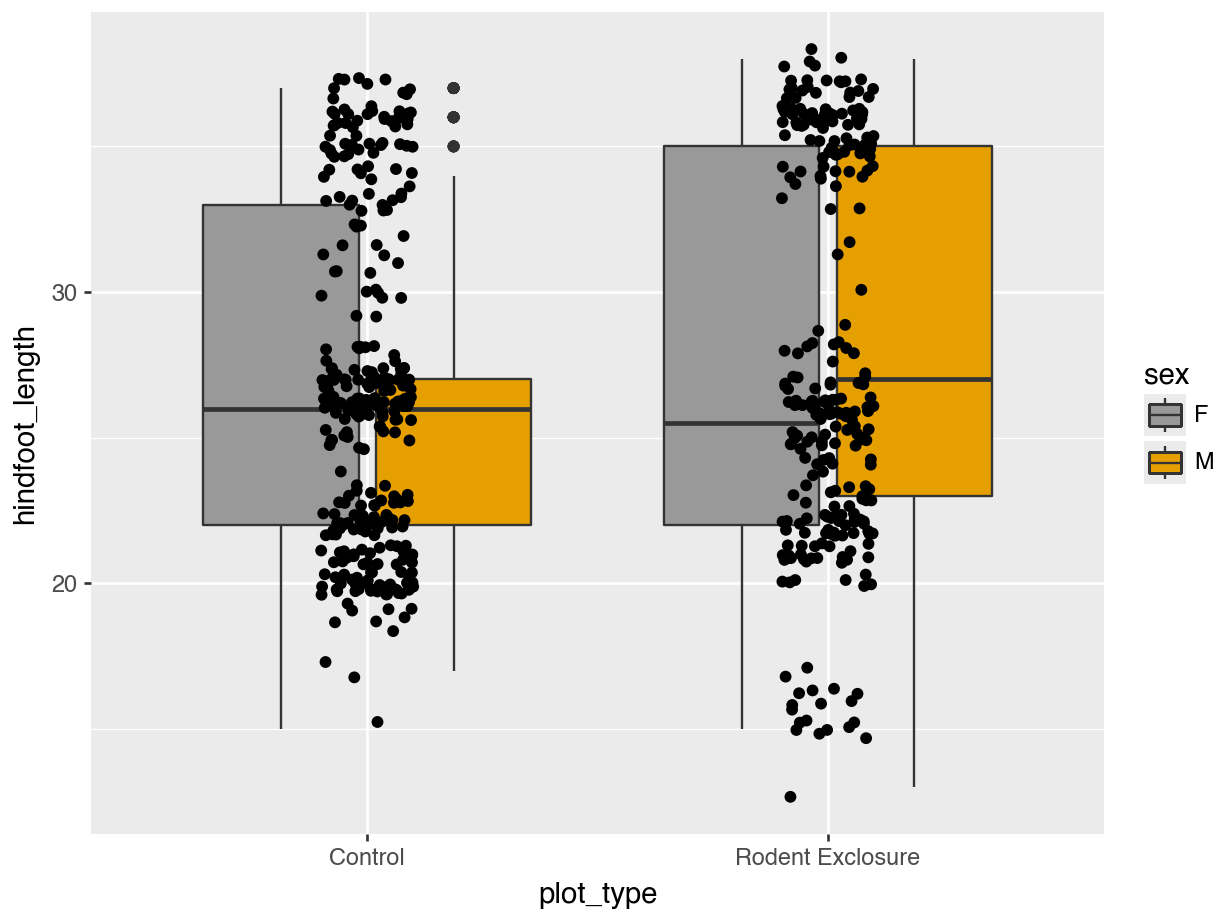 hindfoot_length
30
20
Control
Rodent Exclosure
plot_type
sex
F
M